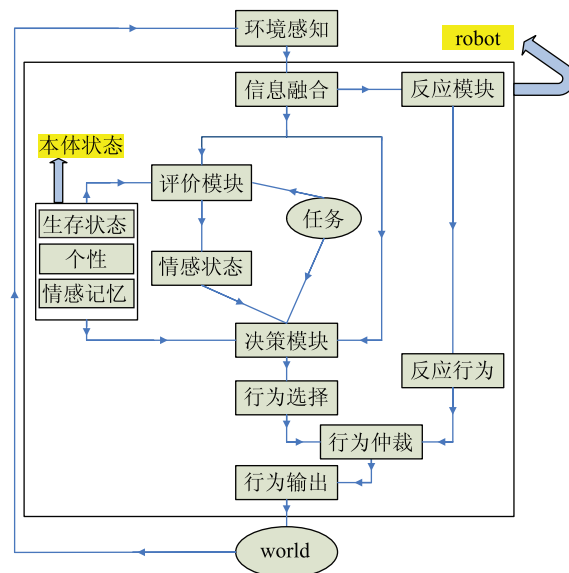 环境感知
robot
信息融合
反应模块
本体状态
评价模块
生存状态
任务
个性
情感状态
情感记忆
决策模块
反应行为
行为选择
行为仲裁
行为输出
world